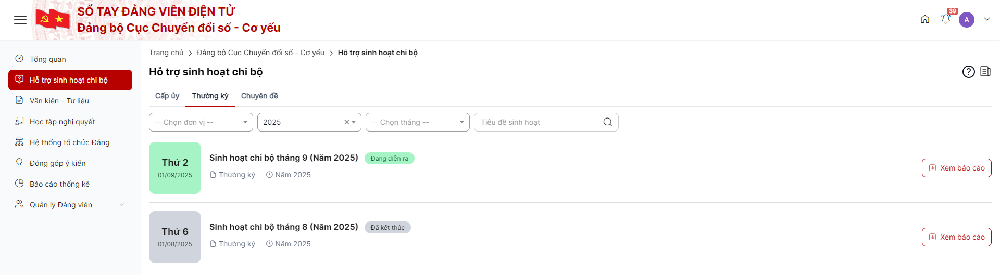 SỔ TAY ĐẢNG VIÊN ĐIỆN TỬ
Đảng bộ Cục Chuyển đổi số - Cơ yếu
39
A
Tổng quan
Hỗ trợ sinh hoạt chi bộ
Văn kiện - Tư liệu
Học tập nghị quyết
Hệ thống tổ chức Đảng
Đóng góp ý kiến
Báo cáo thống kê
Quản lý Đảng viên
Trang chủ > Đảng bộ Cục Chuyển đổi số - Cơ yếu > Hỗ trợ sinh hoạt chi bộ
Hỗ trợ sinh hoạt chi bộ
Cấp ủy Thường kỳ Chuyên đề
-- Chọn đơn vị -- 2025 -- Chọn tháng -- Tiêu đề sinh hoạt
Thứ 2
01/09/2025
Sinh hoạt chi bộ tháng 9 (Năm 2025) Đang diễn ra
Thường kỳ Năm 2025
Xem báo cáo
Thứ 6
01/08/2025
Sinh hoạt chi bộ tháng 8 (Năm 2025) Đã kết thúc
Thường kỳ Năm 2025
Xem báo cáo